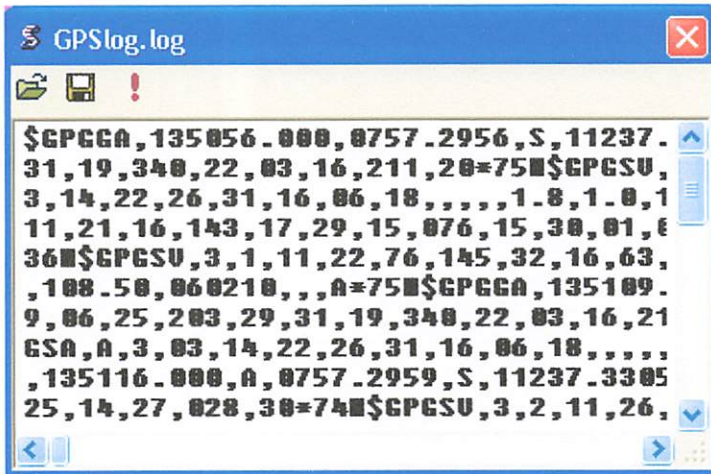 GPSlog.log
$GPGGA,135056.000,0757.2956,S,11237.
31,19,340,22,03,16,211,20*75■$GPGSV,
3,14,22,26,31,16,06,18,,,,,1.8,1.0,1
11,21,16,143,17,29,15,076,15,30,01,
36■$GPGSV,3,1,11,22,76,145,32,16,63,
,108.50,060210,,,A*75■$GPGGA,135109.
9,06,25,203,29,31,19,340,22,03,16,21
GSA,A,3,03,14,22,26,31,16,06,18,,,,,
,135116.000,A,0757.2959,S,11237.3305
25,14,27,028,30*74■$GPGSV,3,2,11,26,